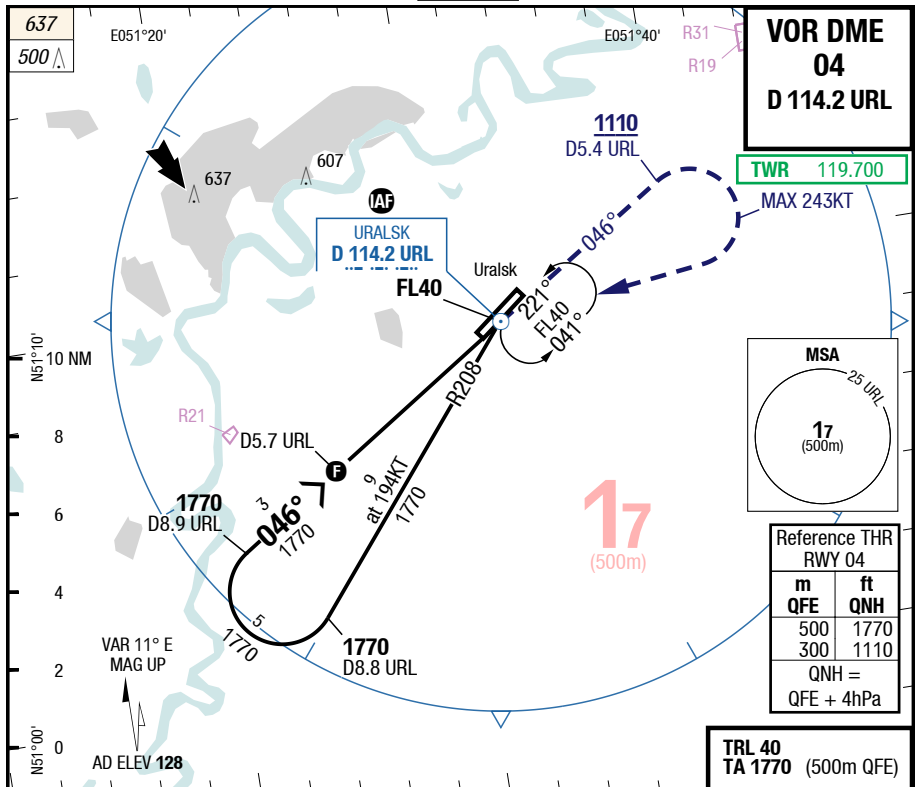 637
500
E051°20'
E051°40'
R31
R19
VOR DME
04
D 114.2 URL
TWR 119.700
1110
D5.4 URL
MAX 243KT
046°
637
607
IAF
URALSK
D 114.2 URL
Uralsk
FL40
221°
FL40
041°
N51°10'
10 NM
R208
MSA
25 URL
17
(500m)
R21
D5.7 URL
F
8
1770
D8.9 URL
3
046°
1770
9
at 194KT
1770
6
17
(500m)
Reference THR
RWY 04
m ft
QFE QNH
500 1770
300 1110
QNH =
QFE + 4hPa
4
5
1770
1770
D8.8 URL
VAR 11° E
MAG UP
2
N51°00'
0
AD ELEV 128
TRL 40
TA 1770 (500m QFE)